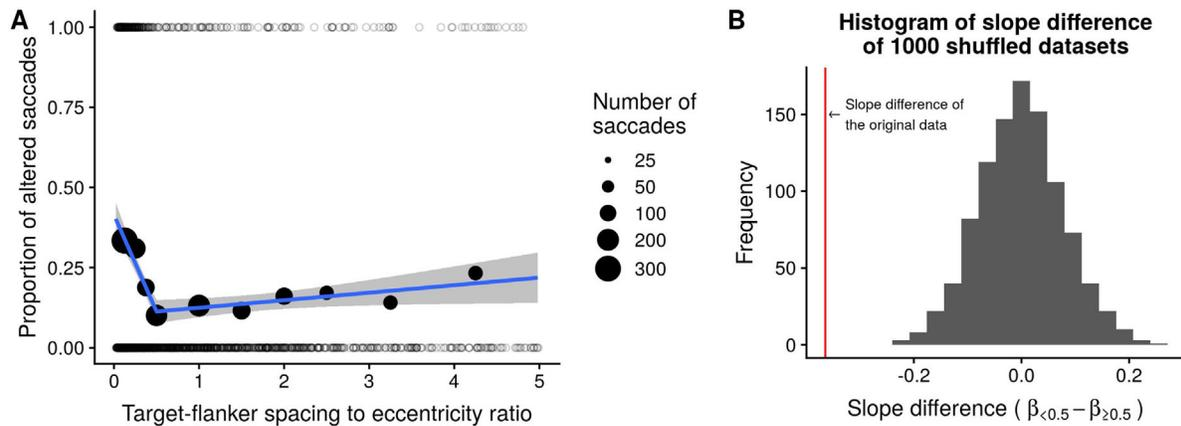 A
Proportion of altered saccades
1.00
0.75
0.50
0.25
0.00
0 1 2 3 4 5
Target-flanker spacing to eccentricity ratio
Number of
saccades
25
50
100
200
300
B
Histogram of slope difference
of 1000 shuffled datasets
Frequency
150
100
50
0
← Slope difference of
the original data
-0.2 0.0 0.2
Slope difference ( β<0.5 − β≥0.5 )